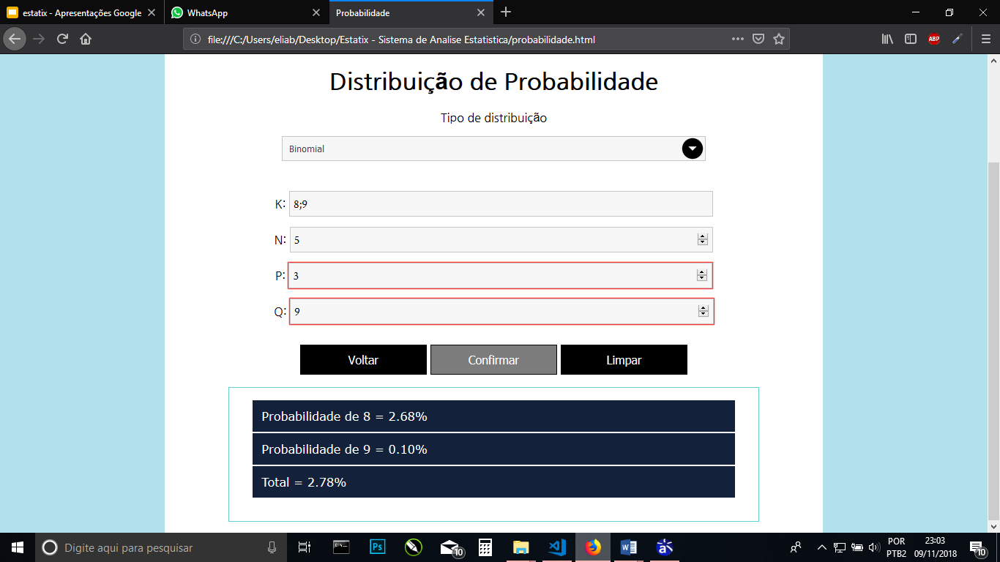 estatix - Apresentações Google
WhatsApp
Probabilidade
file:///C:/Users/eliab/Desktop/Estatix - Sistema de Analise Estatistica/probabilidade.html
ABP
Distribuição de Probabilidade
Tipo de distribuição
Binomial
K: 8;9
N: 5
P: 3
Q: 9
Voltar
Confirmar
Limpar
Probabilidade de 8 = 2.68%
Probabilidade de 9 = 0.10%
Total = 2.78%
Digite aqui para pesquisar
Ps
10
W
POR
PTB2
23:03
09/11/2018
10